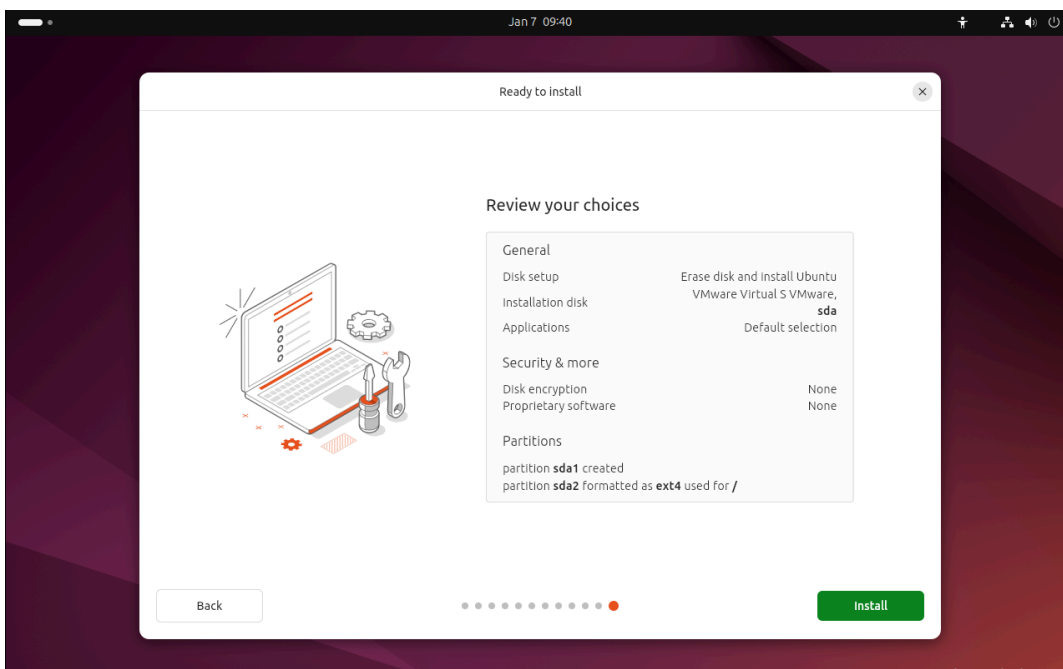 Jan 7 09:40
Ready to install
Review your choices
General
Disk setup Erase disk and install Ubuntu
Installation disk VMware Virtual S VMware,
sda
Applications Default selection
Security & more
Disk encryption None
Proprietary software None
Partitions
partition sda1 created
partition sda2 formatted as ext4 used for /
Back
Install